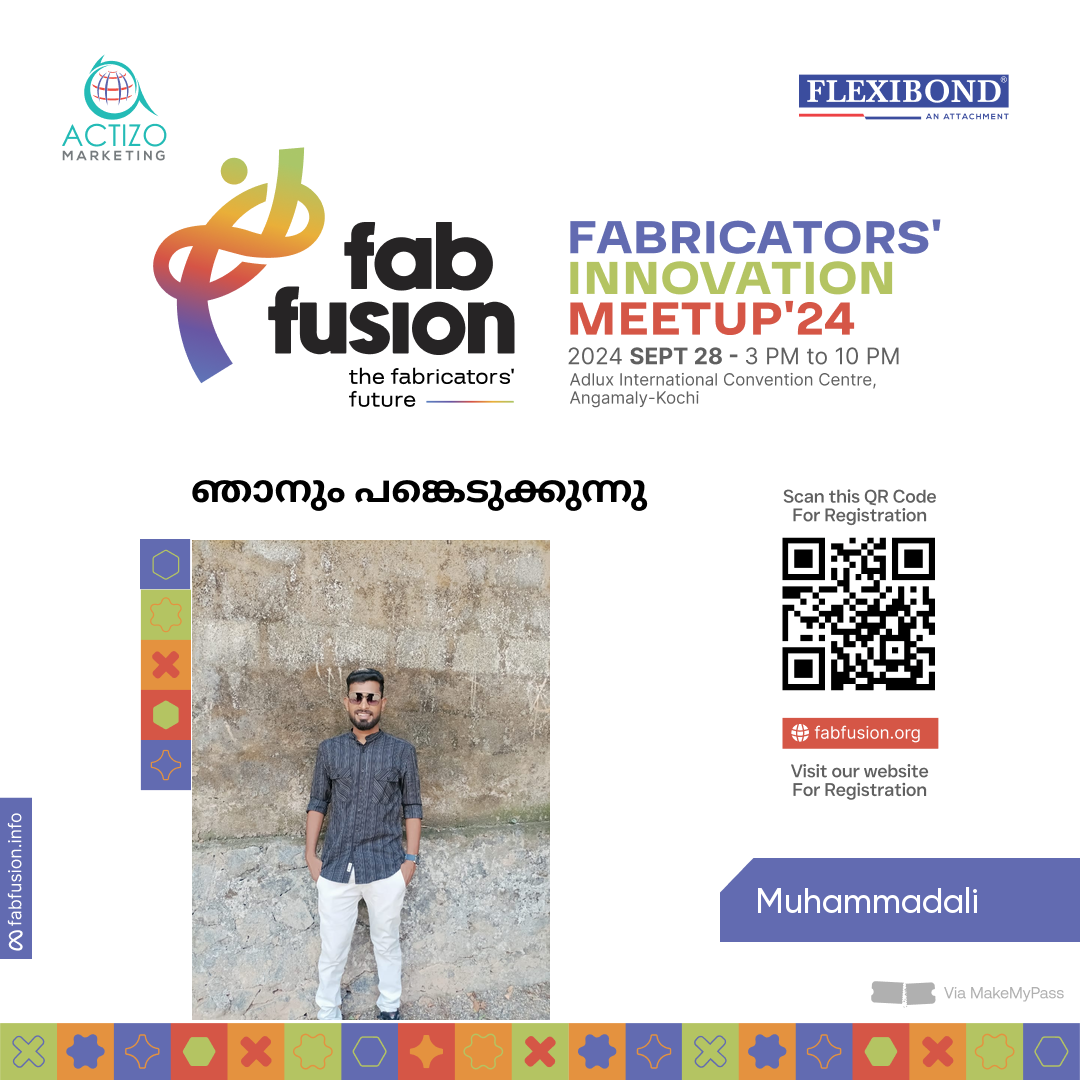 ACTIZO
MARKETING
FLEXIBOND®
AN ATTACHMENT
fab
fusion
the fabricators'
future
FABRICATORS'
INNOVATION
MEETUP'24
2024 SEPT 28 - 3 PM to 10 PM
Adlux International Convention Centre,
Angamaly-Kochi
ഞാനും പങ്കെടുക്കുന്നു
Scan this QR Code
For Registration
fabfusion.org
Visit our website
For Registration
fabfusion.info
Muhammadali
Via MakeMyPass